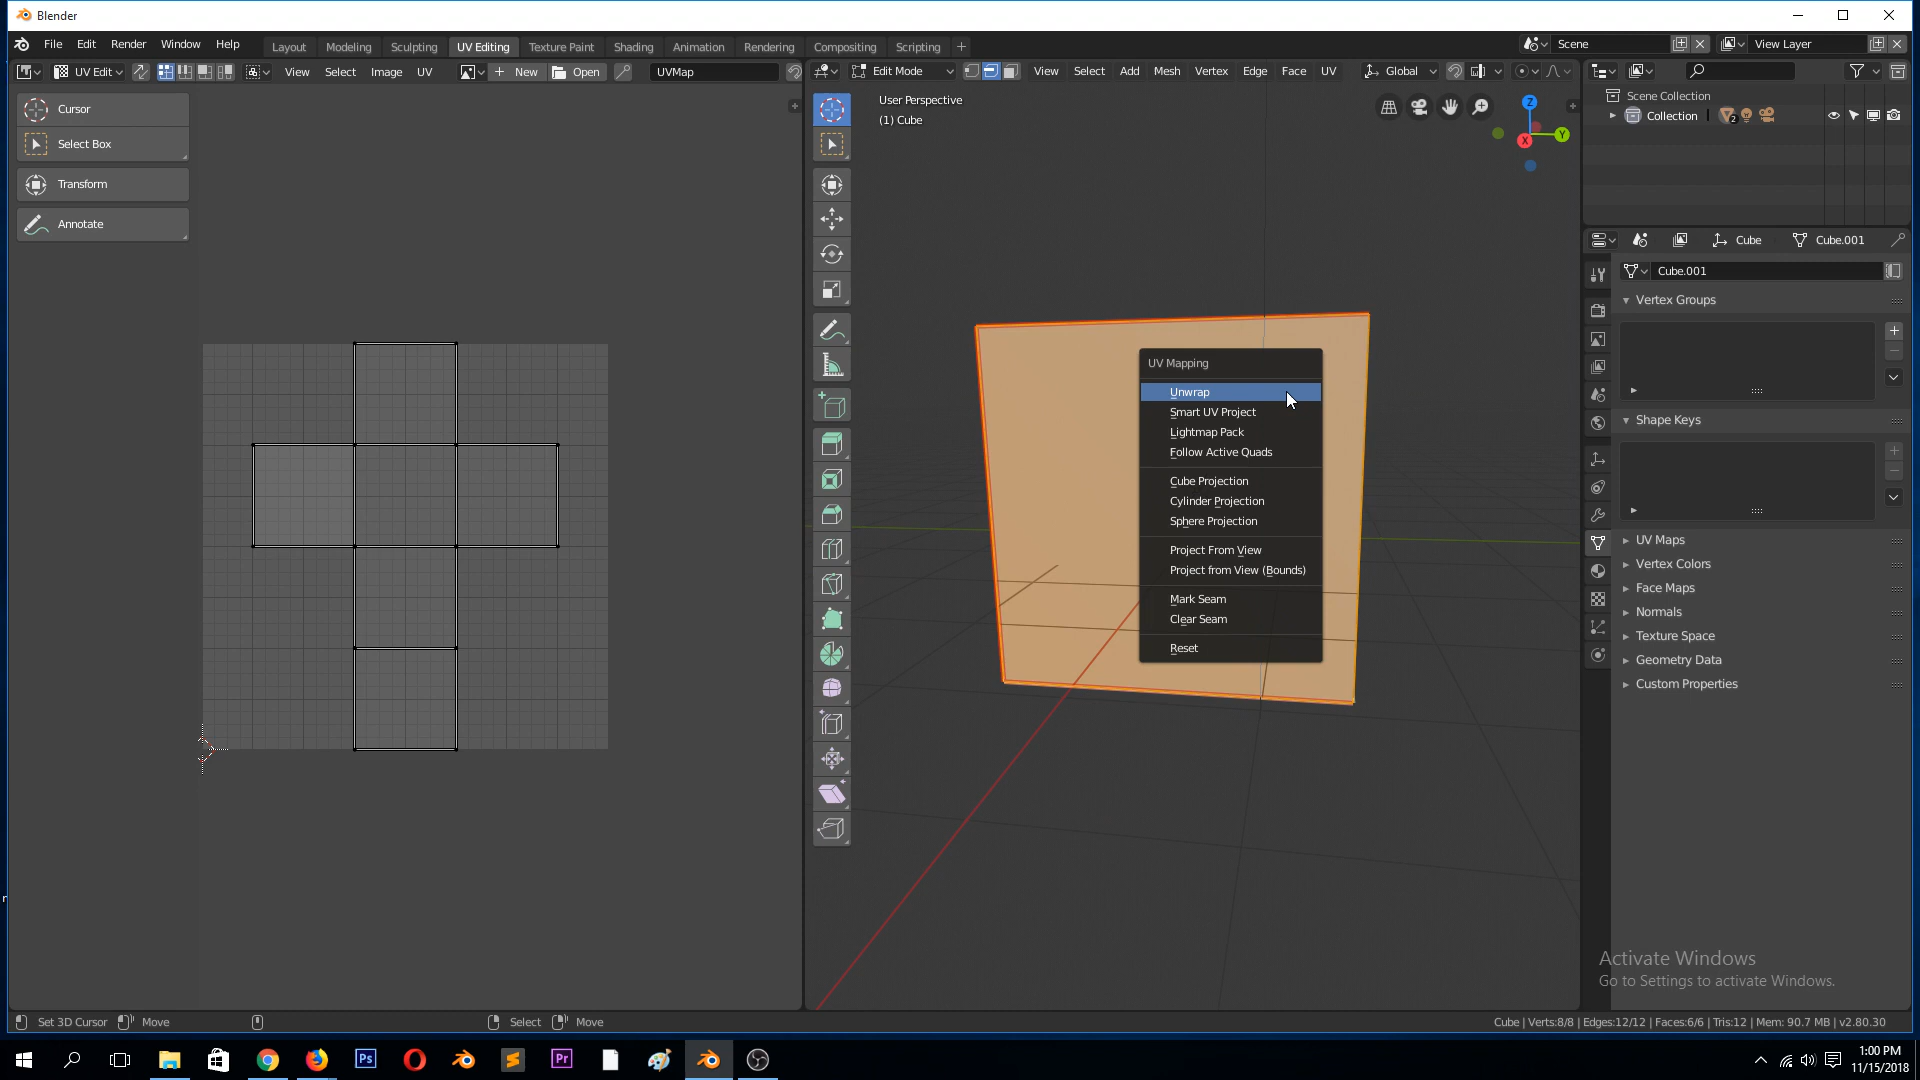 Blender
File Edit Render Window Help Layout Modeling Sculpting UV Editing Texture Paint Shading Animation Rendering Compositing Scripting + Scene View Layer
UV Edit View Select Image UV New Open UVMap
Edit Mode View Select Add Mesh Vertex Edge Face UV Global
Cursor
Select Box
Transform
Annotate
User Perspective
(1) Cube
Z
Y
X
UV Mapping
Unwrap
Smart UV Project
Lightmap Pack
Follow Active Quads
Cube Projection
Cylinder Projection
Sphere Projection
Project From View
Project from View (Bounds)
Mark Seam
Clear Seam
Reset
Scene Collection
Collection 2
Cube Cube.001
Cube.001
Vertex Groups
Shape Keys
UV Maps
Vertex Colors
Face Maps
Normals
Texture Space
Geometry Data
Custom Properties
Activate Windows
Go to Settings to activate Windows.
Set 3D Cursor Move Select Move Cube | Verts:8/8 | Edges:12/12 | Faces:6/6 | Tris:12 | Mem: 90.7 MB | v2.80.30
Ps Pr
1:00 PM
11/15/2018